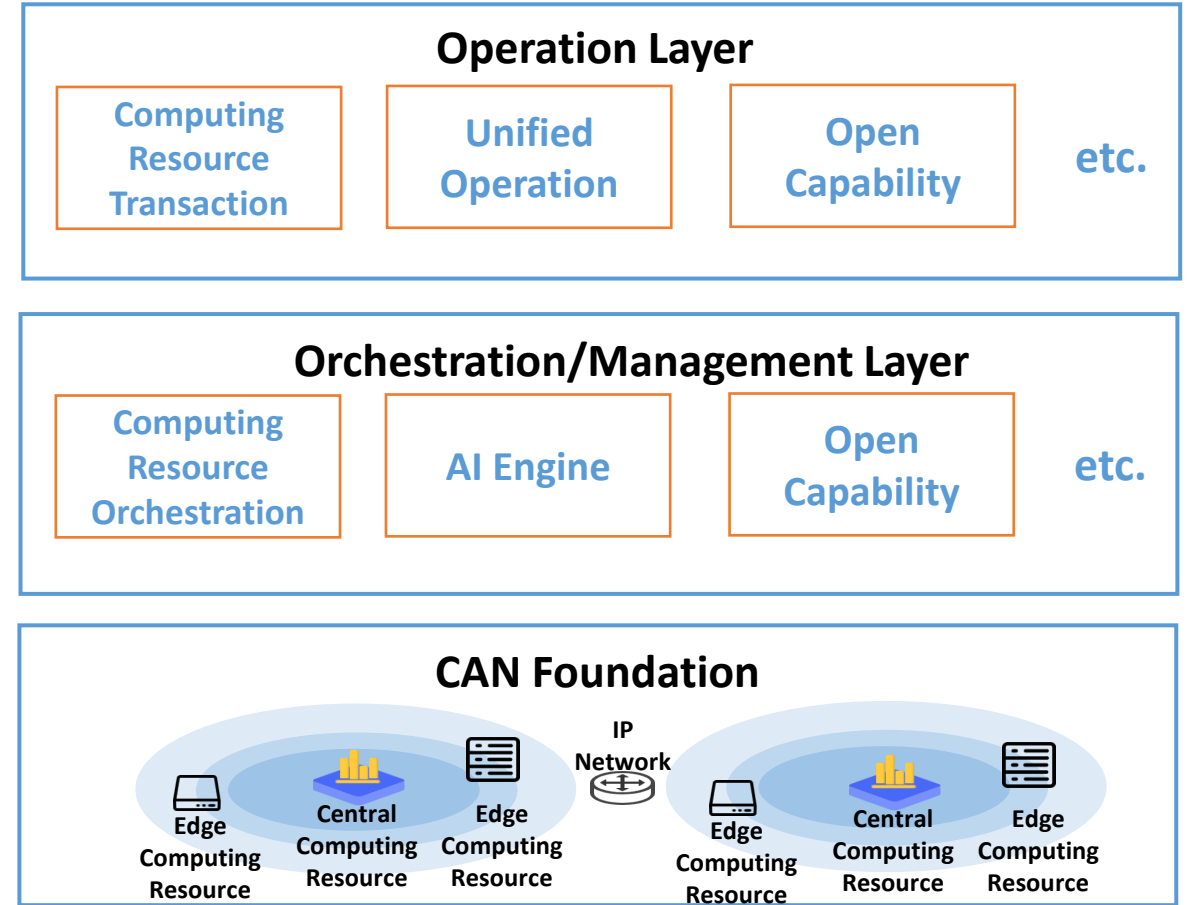 Operation Layer
Computing
Resource
Transaction
Unified
Operation
Open
Capability
etc.
Orchestration/Management Layer
Computing
Resource
Orchestration
AI Engine
Open
Capability
etc.
CAN Foundation
Edge
Computing
Resource
Central
Computing
Resource
Edge
Computing
Resource
IP
Network
Edge
Computing
Resource
Central
Computing
Resource
Edge
Computing
Resource